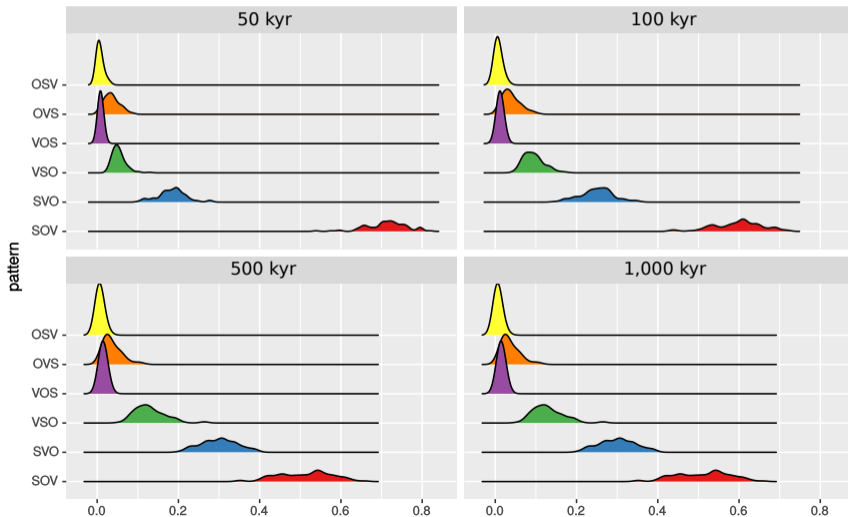 50 kyr
100 kyr
OSV
OVS
VOS
VSO
SVO
SOV
pattern
500 kyr
1,000 kyr
OSV
OVS
VOS
VSO
SVO
SOV
0.0 0.2 0.4 0.6 0.8
0.0 0.2 0.4 0.6 0.8